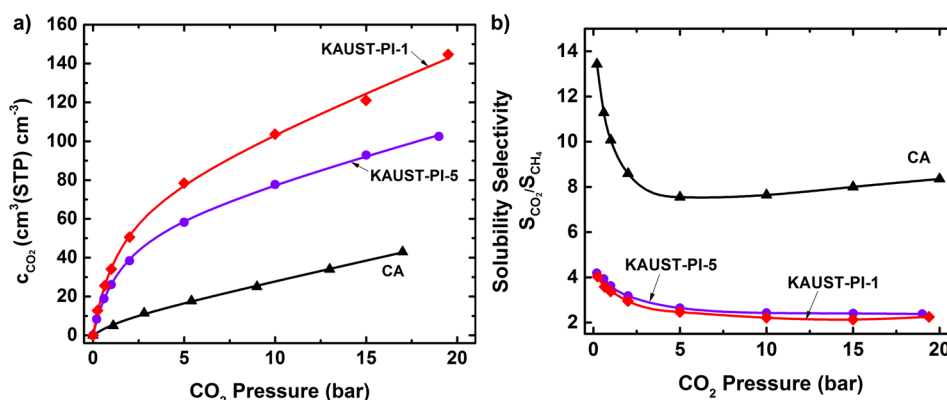 a)
160
140
120
100
80
60
40
20
0
c_CO₂ (cm³(STP) cm⁻³)
KAUST-PI-1
KAUST-PI-5
CA
0 5 10 15 20
CO₂ Pressure (bar)
b)
14
12
10
8
6
4
2
Solubility Selectivity
S_CO₂/S_CH₄
CA
KAUST-PI-5
KAUST-PI-1
0 5 10 15 20
CO₂ Pressure (bar)